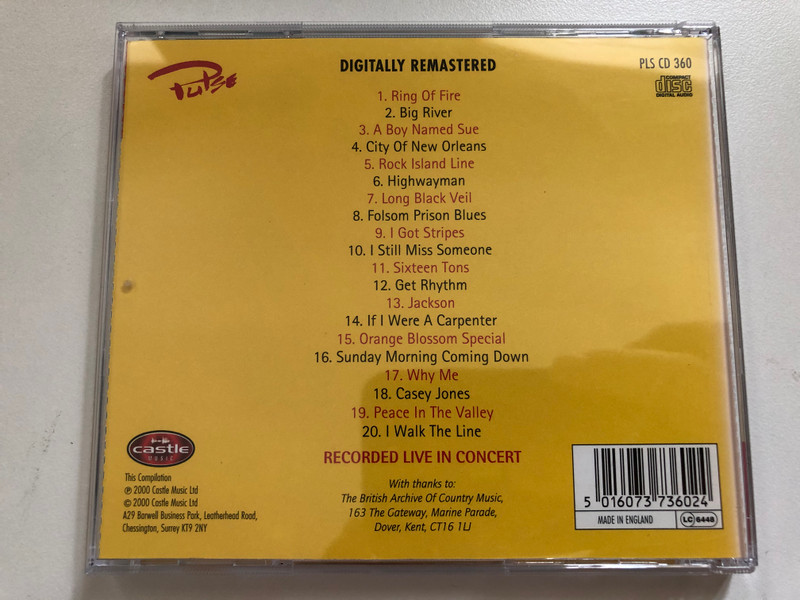 Pulse
DIGITALLY REMASTERED
PLS CD 360
COMPACT
disc
DIGITAL AUDIO
1. Ring Of Fire
2. Big River
3. A Boy Named Sue
4. City Of New Orleans
5. Rock Island Line
6. Highwayman
7. Long Black Veil
8. Folsom Prison Blues
9. I Got Stripes
10. I Still Miss Someone
11. Sixteen Tons
12. Get Rhythm
13. Jackson
14. If I Were A Carpenter
15. Orange Blossom Special
16. Sunday Morning Coming Down
17. Why Me
18. Casey Jones
19. Peace In The Valley
20. I Walk The Line
RECORDED LIVE IN CONCERT
castle
MUSIC
This Compilation
℗ 2000 Castle Music Ltd
© 2000 Castle Music Ltd
A29 Barwell Business Park, Leatherhead Road,
Chessington, Surrey KT9 2NY
With thanks to:
The British Archive Of Country Music,
163 The Gateway, Marine Parade,
Dover, Kent, CT16 1LJ
5 016073 736024
MADE IN ENGLAND
LC 6448